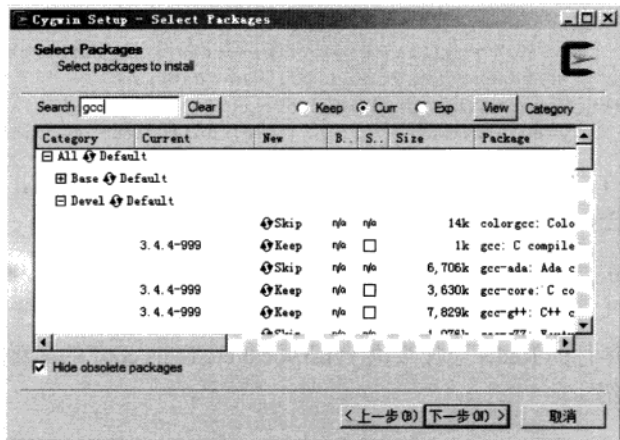 Cygwin Setup - Select Packages
Select Packages
Select packages to install
Search gcc Clear Keep Curr Exp View Category
Category Current New B.. S.. Size Package
All Default
Base Default
Devel Default
Skip n/a n/a 14k colorgcc: Colo
3.4.4-999 Keep n/a 1k gcc: C compile
Skip n/a n/a 6,706k gcc-ada: Ada c
3.4.4-999 Keep n/a 3,630k gcc-core: C co
3.4.4-999 Keep n/a 7,829k gcc-g++: C++ c
Hide obsolete packages
<上一步(B) 下一步(N) > 取消